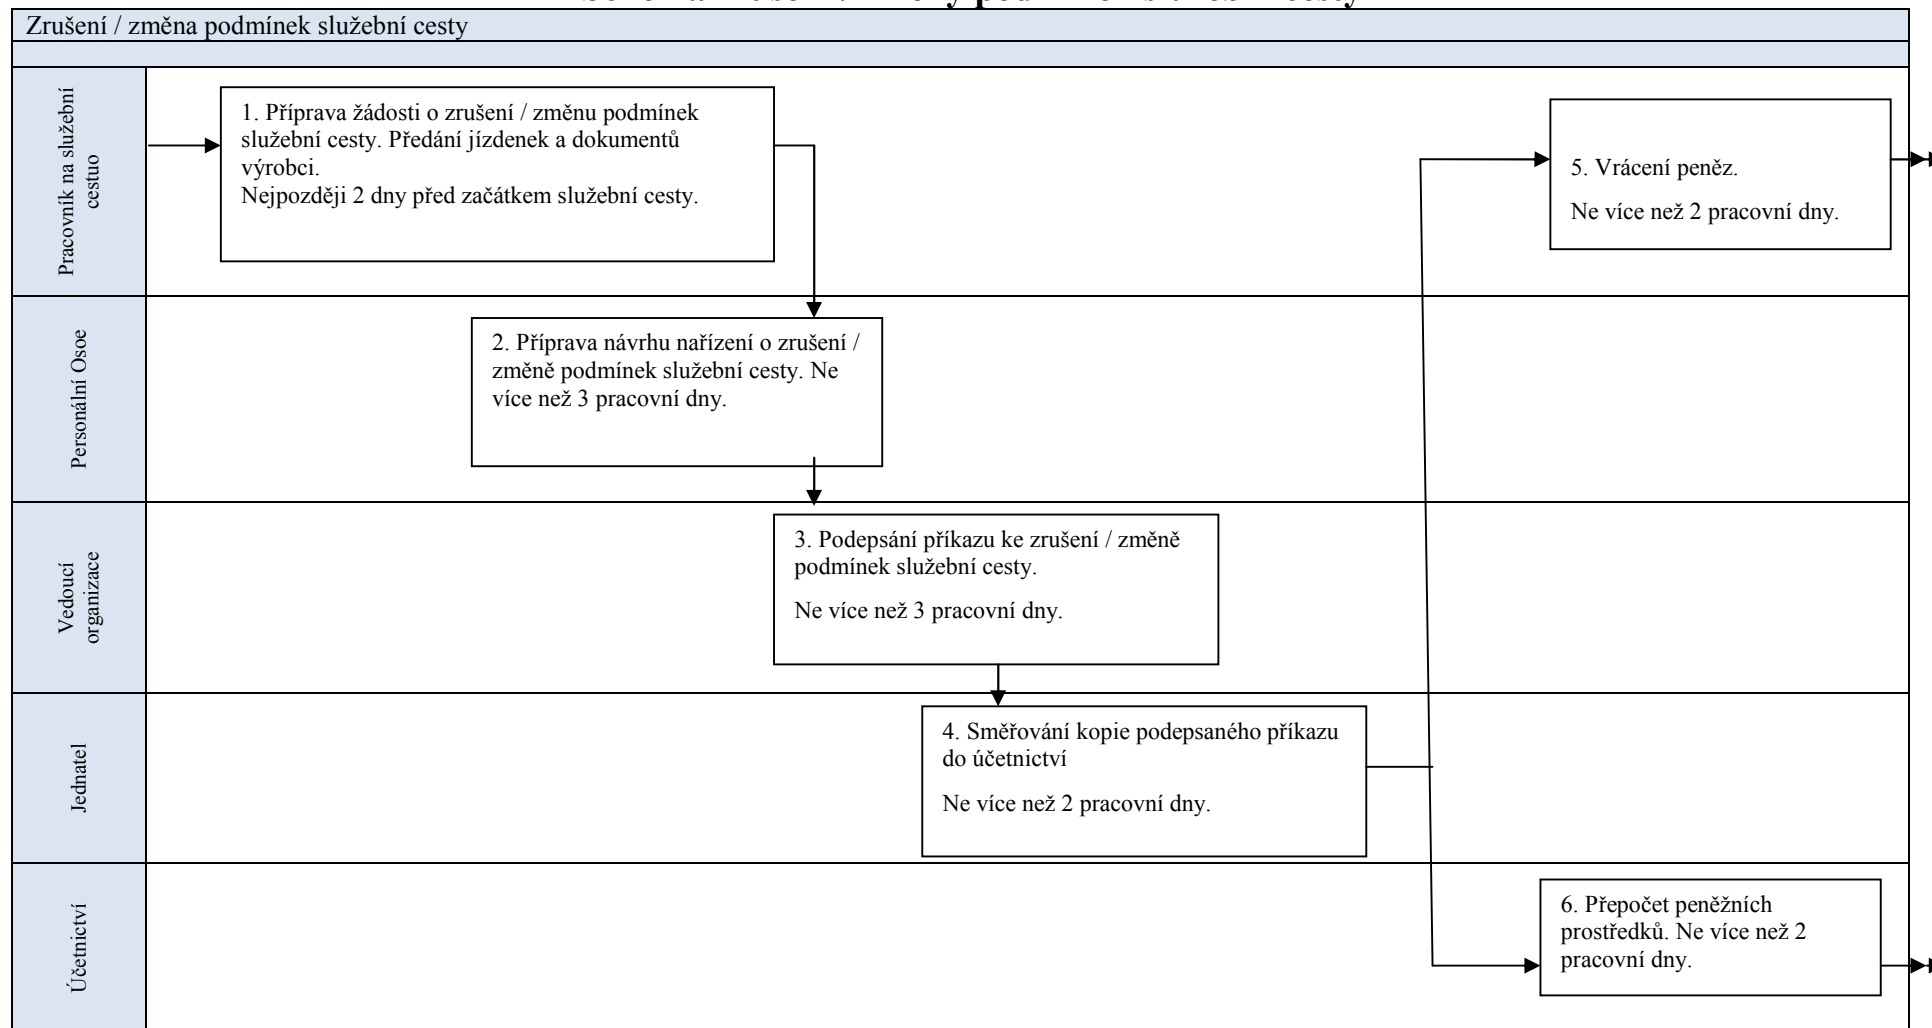 Zrušení / změna podmínek služební cesty
Pracovník na služební
cestuo
1. Příprava žádosti o zrušení / změnu podmínek
služební cesty. Předání jízdenek a dokumentů
výrobci.
Nejpozději 2 dny před začátkem služební cesty.
5. Vrácení peněz.
Ne více než 2 pracovní dny.
Personální Osoe
2. Příprava návrhu nařízení o zrušení /
změně podmínek služební cesty. Ne
více než 3 pracovní dny.
Vedoucí
organizace
3. Podepsání příkazu ke zrušení / změně
podmínek služební cesty.
Ne více než 3 pracovní dny.
Jednatel
4. Směřování kopie podepsaného příkazu
do účetnictví
Ne více než 2 pracovní dny.
Účetnictví
6. Přepočet peněžních
prostředků. Ne více než 2
pracovní dny.